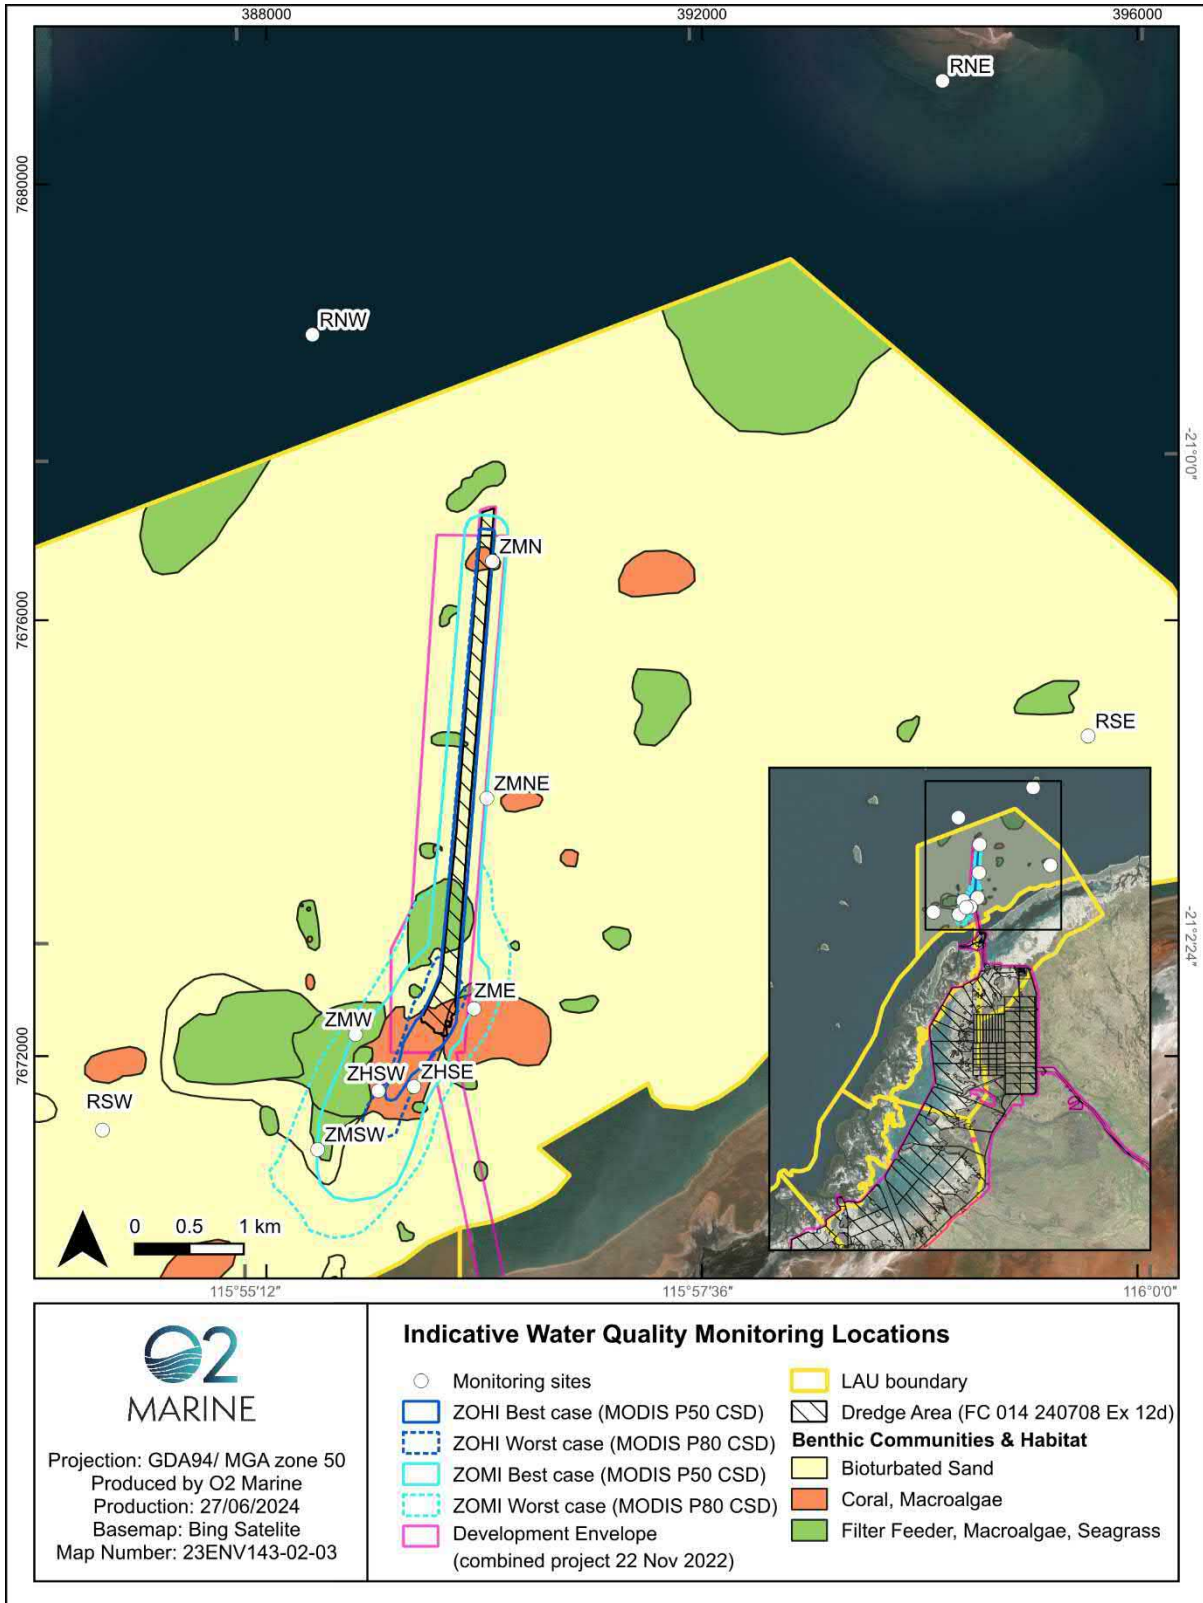 388000
392000
396000
RNE
7680000
RNW
-21°0'0"
ZMN
7676000
RSE
ZMNE
-21°2'24"
ZME
ZMW
7672000
ZHSW
ZHSE
RSW
ZMSW
0 0.5 1 km
115°55'12"
115°57'36"
116°0'0"
O2
MARINE
Projection: GDA94/ MGA zone 50
Produced by O2 Marine
Production: 27/06/2024
Basemap: Bing Satelite
Map Number: 23ENV143-02-03
Indicative Water Quality Monitoring Locations
Monitoring sites
ZOHI Best case (MODIS P50 CSD)
ZOHI Worst case (MODIS P80 CSD)
ZOMI Best case (MODIS P50 CSD)
ZOMI Worst case (MODIS P80 CSD)
Development Envelope
(combined project 22 Nov 2022)
LAU boundary
Dredge Area (FC 014 240708 Ex 12d)
Benthic Communities & Habitat
Bioturbated Sand
Coral, Macroalgae
Filter Feeder, Macroalgae, Seagrass